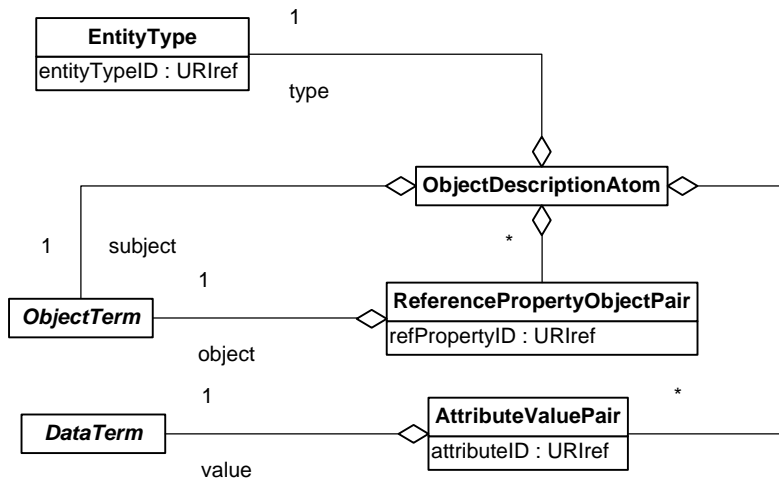 1
EntityType
entityTypeID : URIref
type
ObjectDescriptionAtom
1
subject
*
1
ObjectTerm
ReferencePropertyObjectPair
refPropertyID : URIref
object
1
*
DataTerm
AttributeValuePair
attributeID : URIref
value